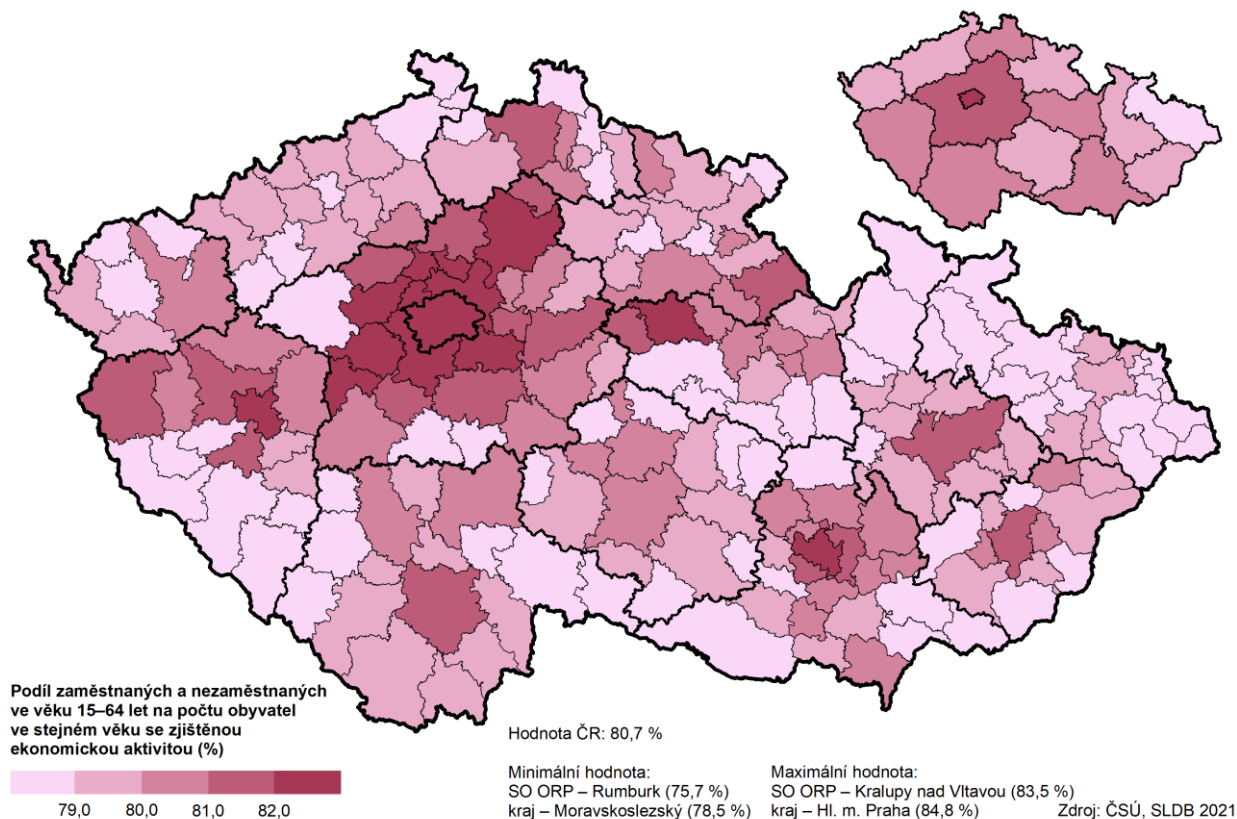 Podíl zaměstnaných a nezaměstnaných
ve věku 15–64 let na počtu obyvatel
ve stejném věku se zjištěnou
ekonomickou aktivitou (%)
79,0 80,0 81,0 82,0
Hodnota ČR: 80,7 %
Minimální hodnota:
SO ORP – Rumburk (75,7 %)
kraj – Moravskoslezský (78,5 %)
Maximální hodnota:
SO ORP – Kralupy nad Vltavou (83,5 %)
kraj – Hl. m. Praha (84,8 %)
Zdroj: ČSÚ, SLDB 2021